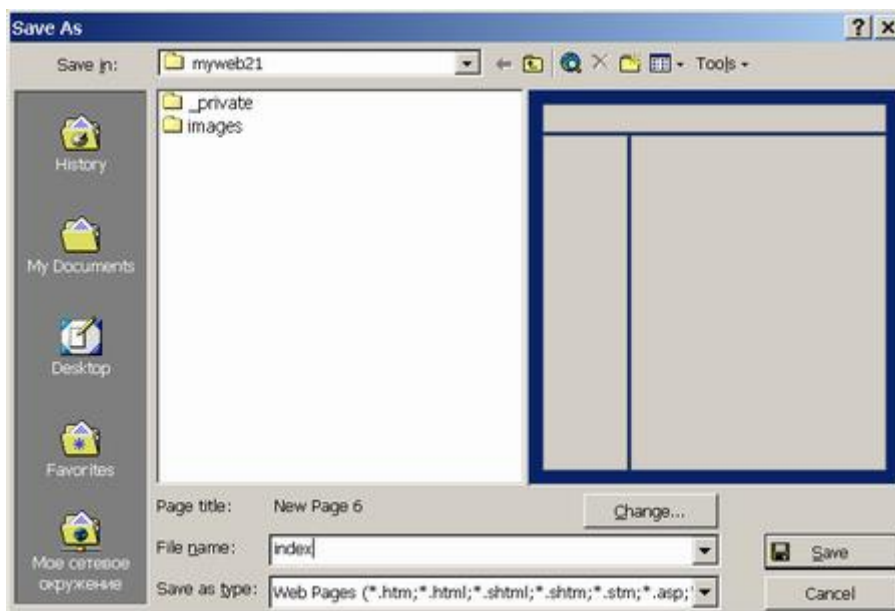 Save As
Save in:
myweb21
Tools
_private
images
History
My Documents
Desktop
Favorites
Мое сетевое
окружение
Page title:
New Page 6
Change...
File name:
index
Save
Save as type:
Web Pages (*.htm;*.html;*.shtml;*.shtm;*.stm;*.asp;
Cancel